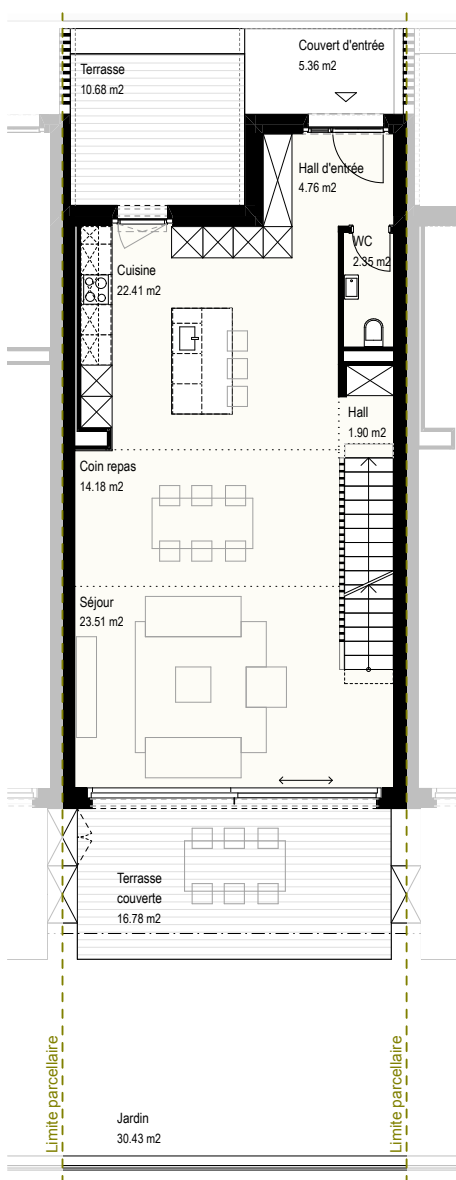 Couvert d'entrée
5.36 m2
Terrasse
10.68 m2
Hall d'entrée
4.76 m2
WC
2.35 m2
Cuisine
22.41 m2
Hall
1.90 m2
Coin repas
14.18 m2
Séjour
23.51 m2
Terrasse
couverte
16.78 m2
Limite parcellaire
Limite parcellaire
Jardin
30.43 m2